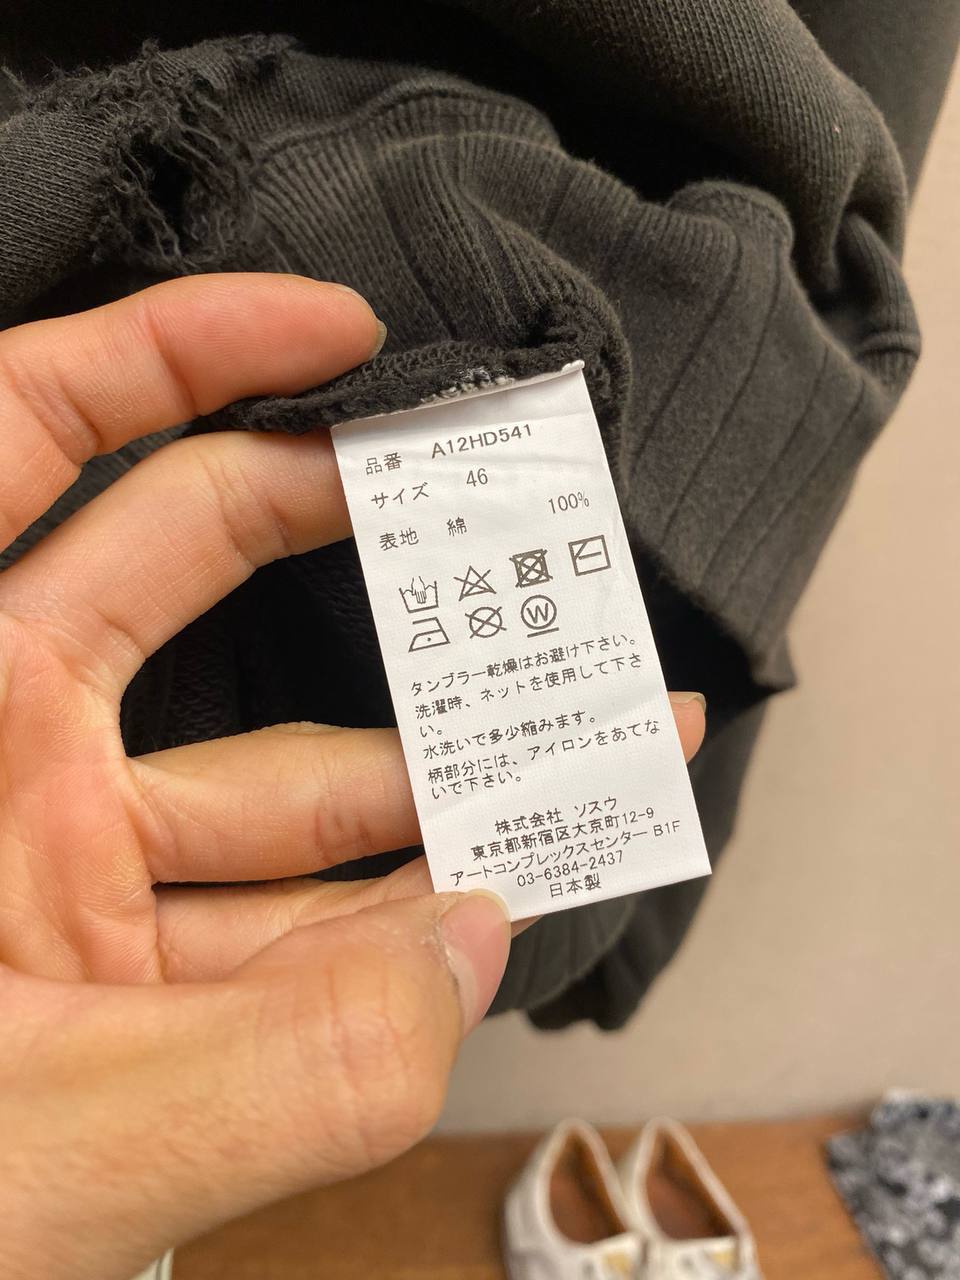 品番 A12HD541
サイズ 46
表地 綿 100%
W
タンブラー乾燥はお避け下さい。
洗濯時、ネットを使用して下さ
い。
水洗いで多少縮みます。
柄部分には、アイロンをあてな
いで下さい。
株式会社 ソスウ
東京都新宿区大京町12-9
アートコンプレックスセンター B1F
03-6384-2437
日本製